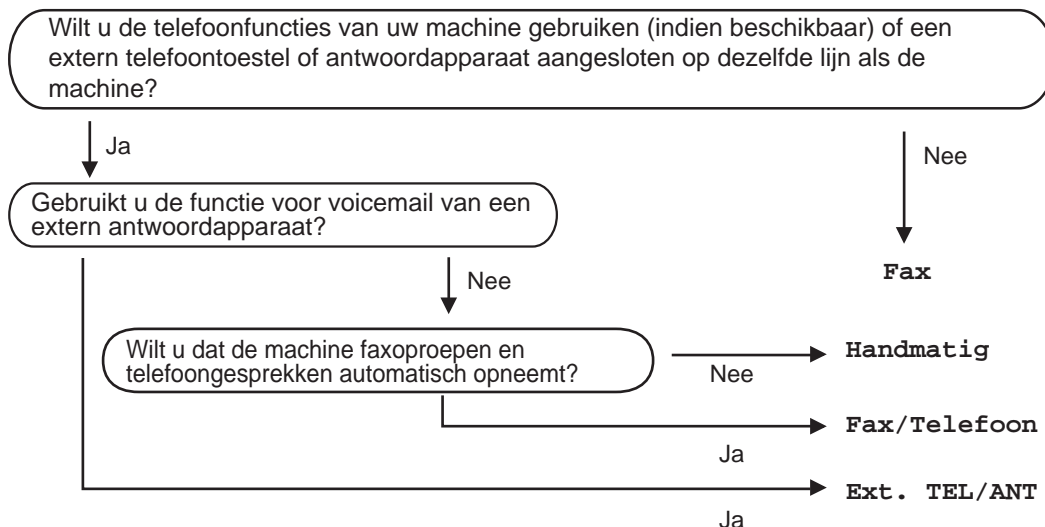 Wilt u de telefoonfuncties van uw machine gebruiken (indien beschikbaar) of een
extern telefoontoestel of antwoordapparaat aangesloten op dezelfde lijn als de
machine?
Ja
Nee
Gebruikt u de functie voor voicemail van een
extern antwoordapparaat?
Fax
Nee
Wilt u dat de machine faxoproepen en
telefoongesprekken automatisch opneemt?
Nee
Handmatig
Ja
Fax/Telefoon
Ja
Ext. TEL/ANT